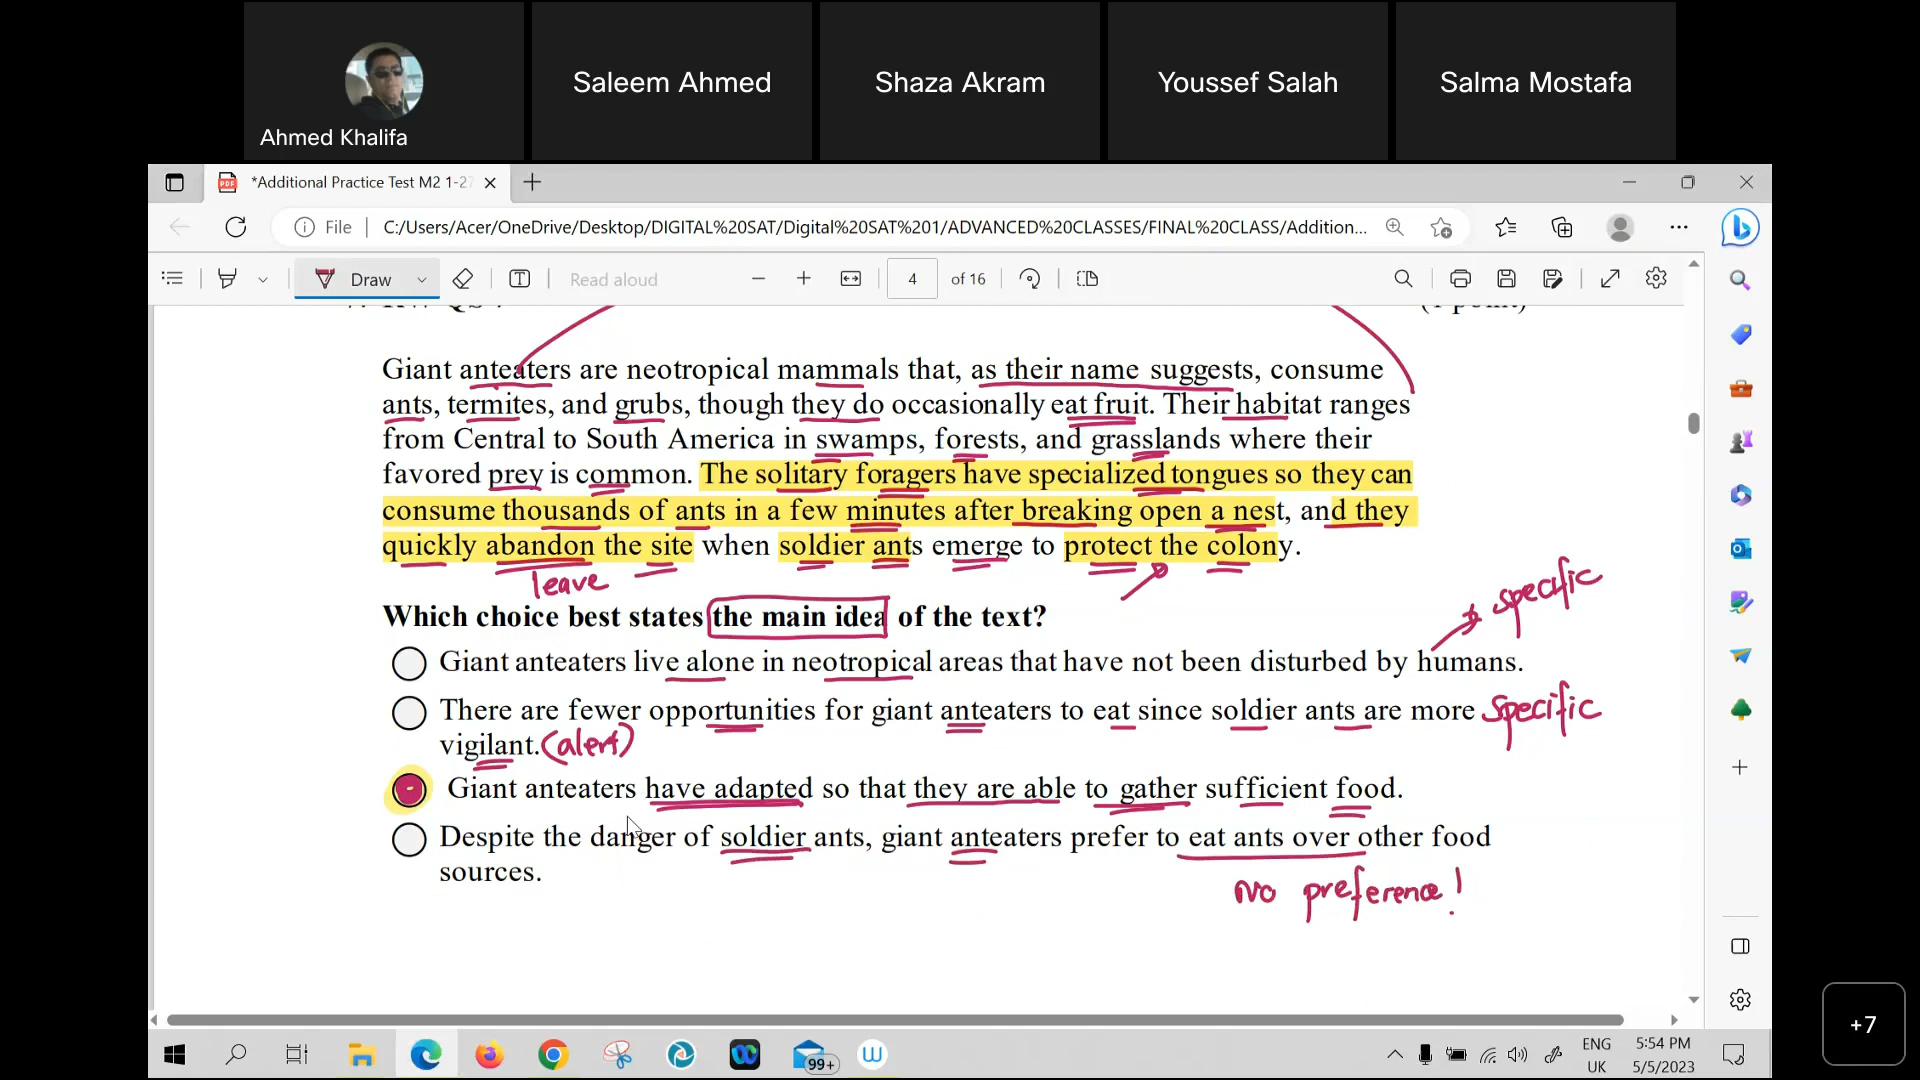 Saleem Ahmed
Shaza Akram
Youssef Salah
Salma Mostafa
Ahmed Khalifa
*Additional Practice Test M2 1-27
File
C:/Users/Acer/OneDrive/Desktop/DIGITAL%20SAT/Digital%20SAT%201/ADVANCED%20CLASSES/FINAL%20CLASS/Addition...
Draw
Read aloud
4 of 16
(1 point)
Giant anteaters are neotropical mammals that, as their name suggests, consume
ants, termites, and grubs, though they do occasionally eat fruit. Their habitat ranges
from Central to South America in swamps, forests, and grasslands where their
favored prey is common. The solitary foragers have specialized tongues so they can
consume thousands of ants in a few minutes after breaking open a nest, and they
quickly abandon the site when soldier ants emerge to protect the colony.
leave
specific
Which choice best states the main idea of the text?
Giant anteaters live alone in neotropical areas that have not been disturbed by humans.
There are fewer opportunities for giant anteaters to eat since soldier ants are more specific
vigilant. (alert)
Giant anteaters have adapted so that they are able to gather sufficient food.
Despite the danger of soldier ants, giant anteaters prefer to eat ants over other food
sources.
No preference!
+7
99+
ENG
UK
5:54 PM
5/5/2023